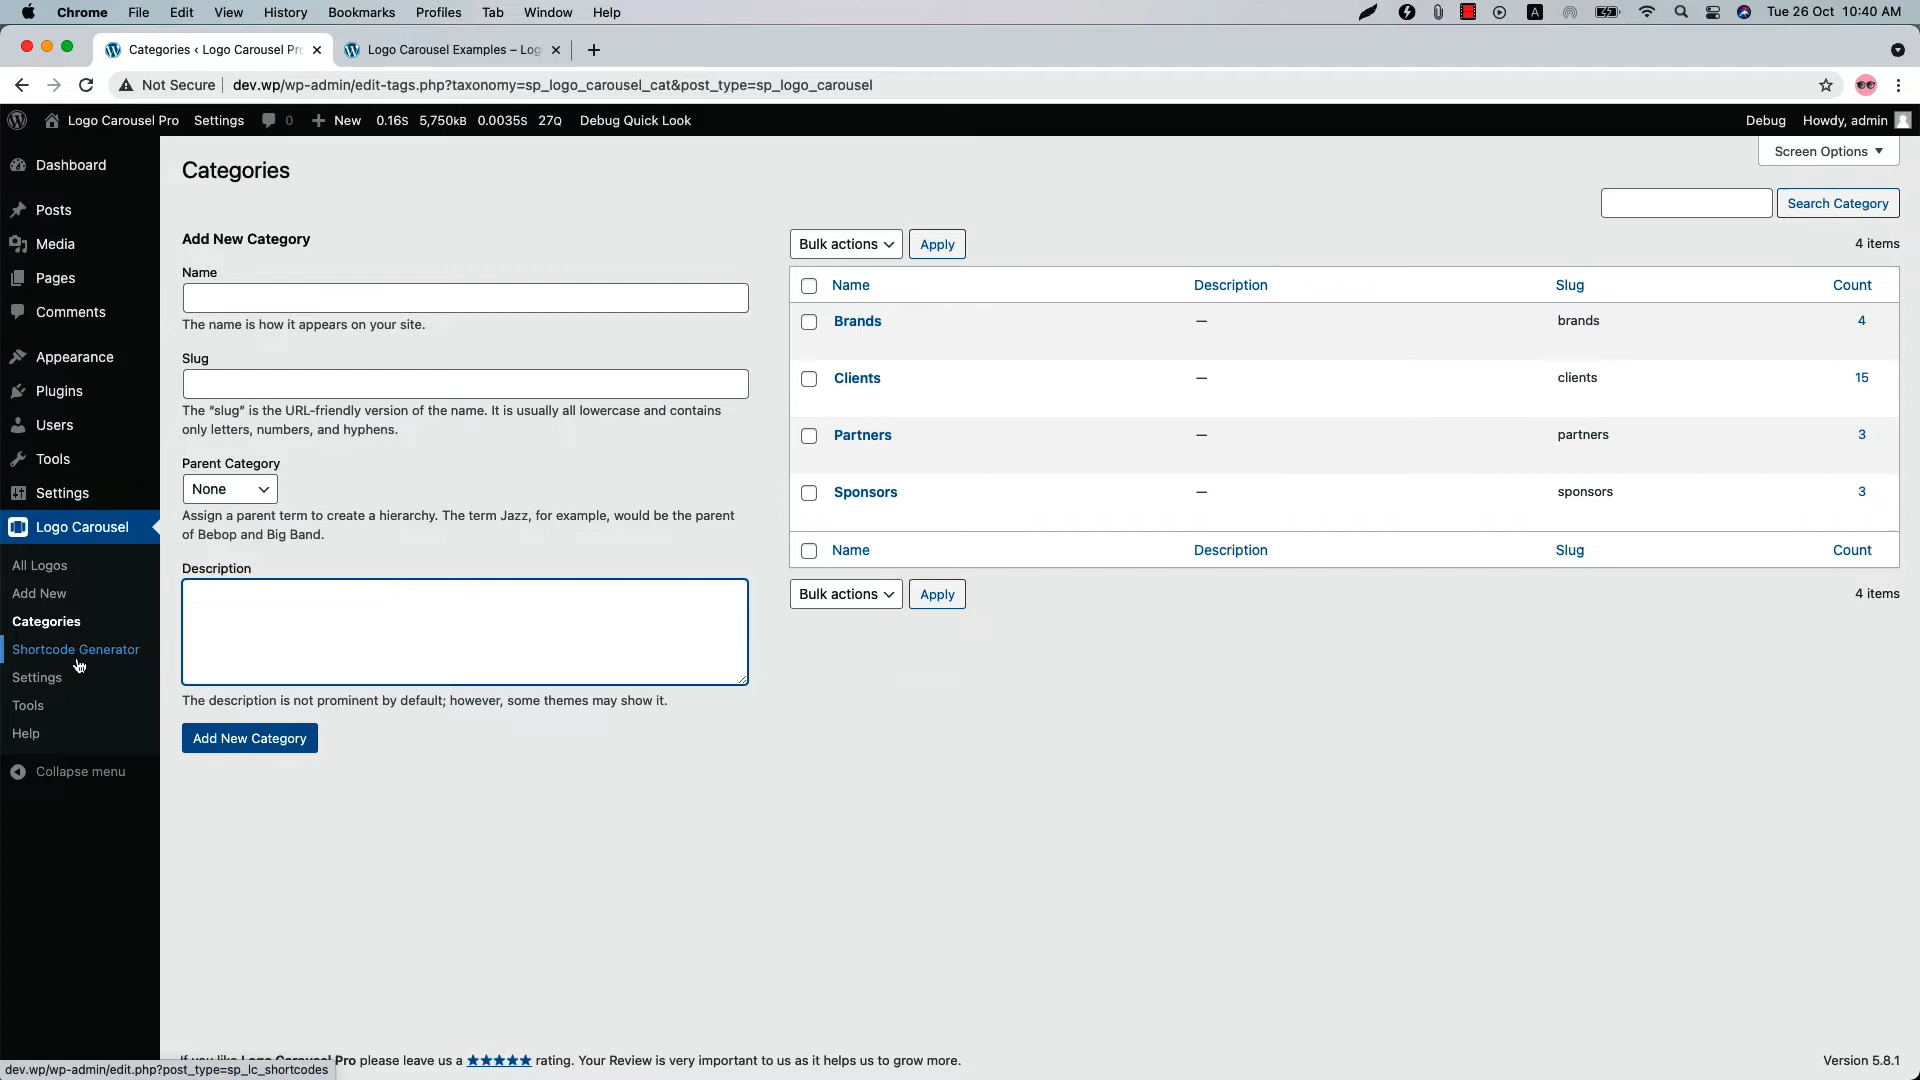 Chrome File Edit View History Bookmarks Profiles Tab Window Help
A Tue 26 Oct 10:40 AM
Categories ‹ Logo Carousel Pr
Logo Carousel Examples – Log
Not Secure dev.wp/wp-admin/edit-tags.php?taxonomy=sp_logo_carousel_cat&post_type=sp_logo_carousel
Logo Carousel Pro Settings 0 New 0.16S 5,750KB 0.0035S 27Q Debug Quick Look Debug Howdy, admin
Dashboard
Posts
Media
Pages
Comments
Appearance
Plugins
Users
Tools
Settings
Logo Carousel
All Logos
Add New
Categories
Shortcode Generator
Settings
Tools
Help
Collapse menu
Categories
Screen Options
Search Category
Add New Category
Name
The name is how it appears on your site.
Slug
The “slug” is the URL-friendly version of the name. It is usually all lowercase and contains
only letters, numbers, and hyphens.
Parent Category
None
Assign a parent term to create a hierarchy. The term Jazz, for example, would be the parent
of Bebop and Big Band.
Description
The description is not prominent by default; however, some themes may show it.
Add New Category
Bulk actions Apply 4 items
Name Description Slug Count
Brands — brands 4
Clients — clients 15
Partners — partners 3
Sponsors — sponsors 3
Name Description Slug Count
Bulk actions Apply 4 items
If you like Logo Carousel Pro please leave us a ★★★★★ rating. Your Review is very important to us as it helps us to grow more.
Version 5.8.1
dev.wp/wp-admin/edit.php?post_type=sp_lc_shortcodes